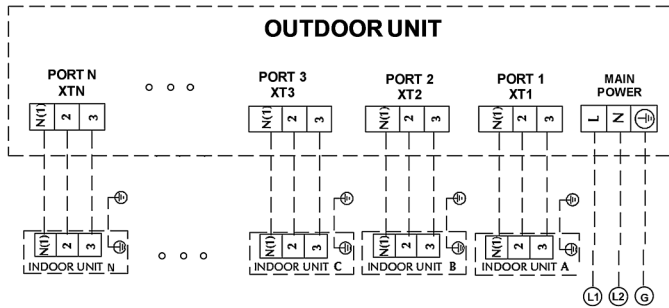 OUTDOOR UNIT
PORT N
XTN
PORT 3
XT3
PORT 2
XT2
PORT 1
XT1
MAIN
POWER
N(1) 2 3
N(1) 2 3
N(1) 2 3
N(1) 2 3
L N
N(1) 2 3
N(1) 2 3
N(1) 2 3
N(1) 2 3
INDOOR UNIT N
INDOOR UNIT C
INDOOR UNIT B
INDOOR UNIT A
L1 L2 G